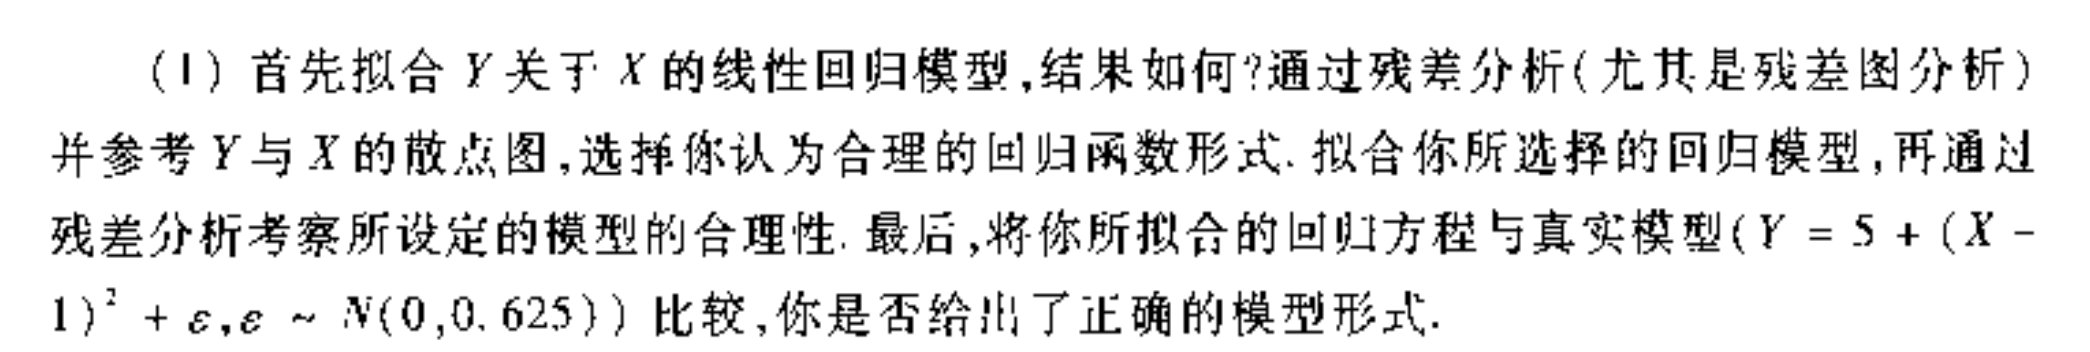 (1) 首先拟合 Y 关于 X 的线性回归模型,结果如何?通过残差分析(尤其是残差图分析)
并参考 Y 与 X 的散点图,选择你认为合理的回归函数形式. 拟合你所选择的回归模型,再通过
残差分析考察所设定的模型的合理性. 最后,将你所拟合的回归方程与真实模型(Y = 5 + (X -
1)² + ε,ε ~ N(0,0.625)) 比较,你是否给出了正确的模型形式.